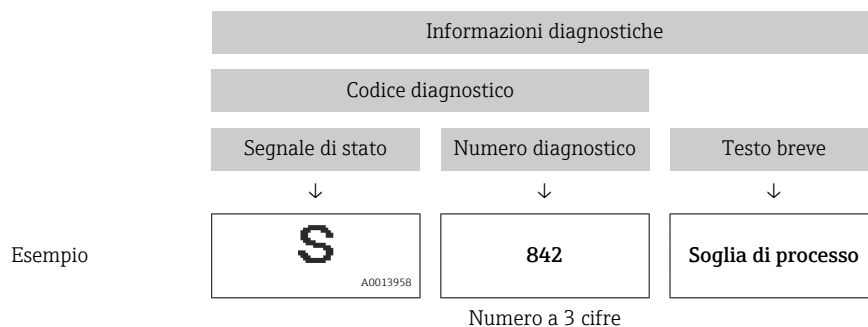 Informazioni diagnostiche
Codice diagnostico
Segnale di stato Numero diagnostico Testo breve
↓ ↓ ↓
Esempio S 842 Soglia di processo
A0013958
Numero a 3 cifre